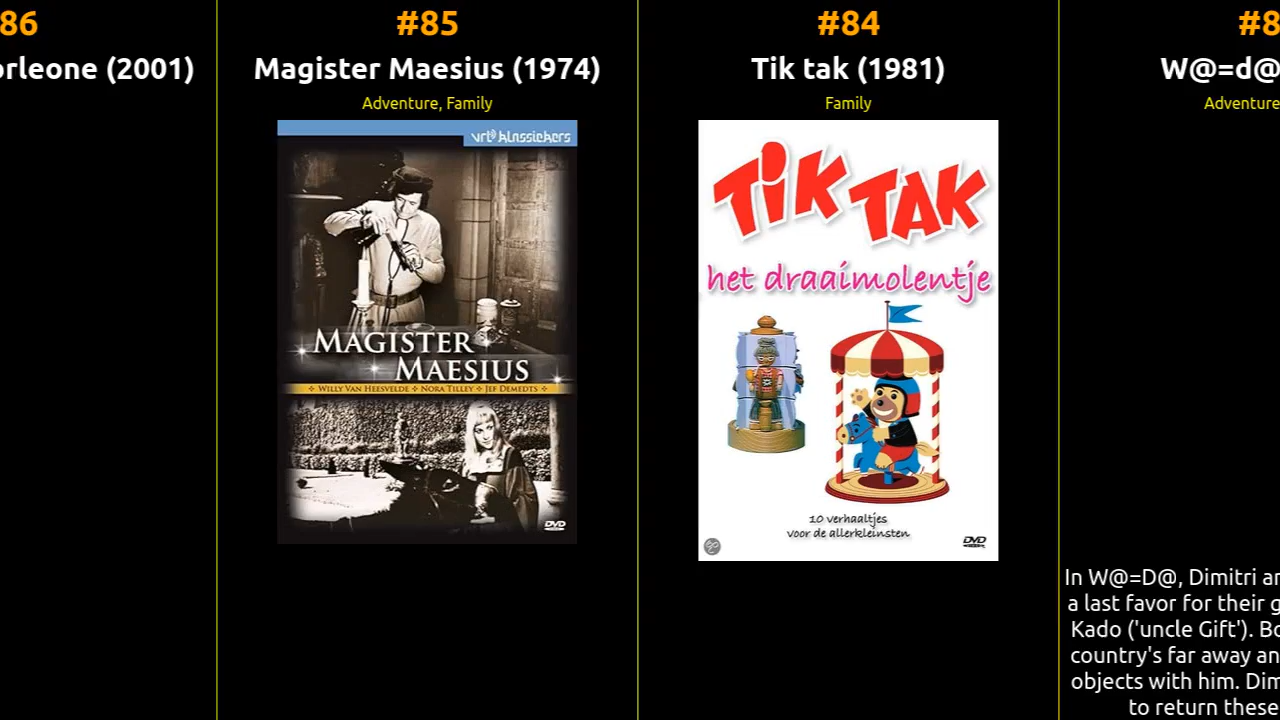 86
orleone (2001)
#85
Magister Maesius (1974)
Adventure, Family
vrt klassiekers
MAGISTER
MAESIUS
WILLY VAN HEESVELDE NORA TILLEY JEF DEMEDTS
DVD
#84
Tik tak (1981)
Family
TIK TAK
het draaimolentje
10 verhaaltjes
voor de allerkleinsten
DVD
#8
W@=d@
Adventure
In W@=D@, Dimitri an
a last favor for their g
Kado ('uncle Gift'). Bo
country's far away an
objects with him. Dim
to return these